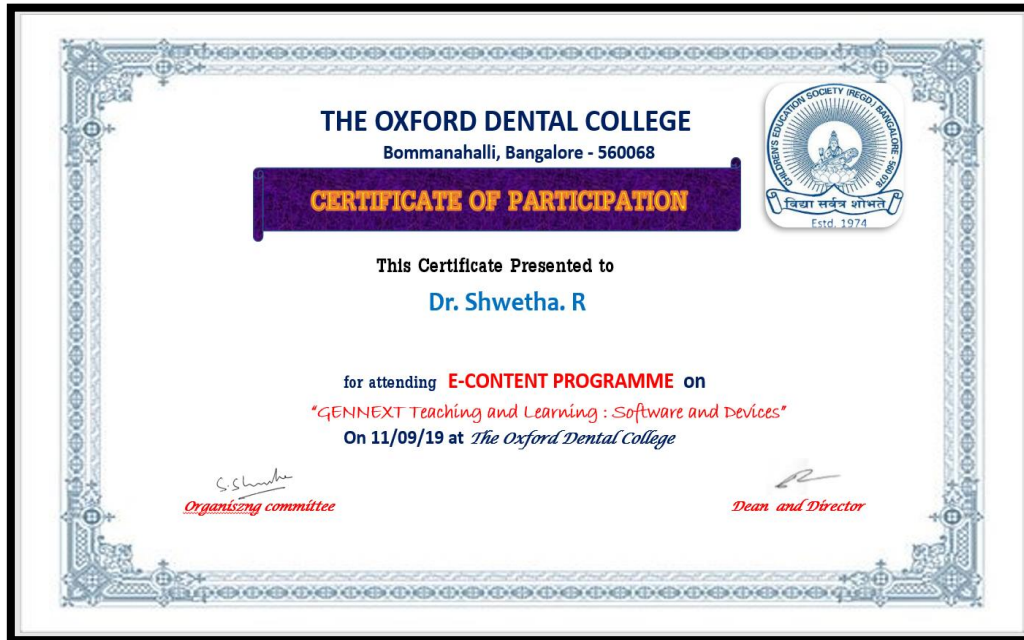 THE OXFORD DENTAL COLLEGE
Bommanahalli, Bangalore - 560068
CHILDREN'S EDUCATION SOCIETY (REGD.) BANGALORE - 560 078
विद्या सर्वत्र शोभते
Estd. 1974
CERTIFICATE OF PARTICIPATION
This Certificate Presented to
Dr. Shwetha. R
for attending E-CONTENT PROGRAMME on
"GENNEXT Teaching and Learning : Software and Devices"
On 11/09/19 at The Oxford Dental College
Organiszng committee
Dean and Director